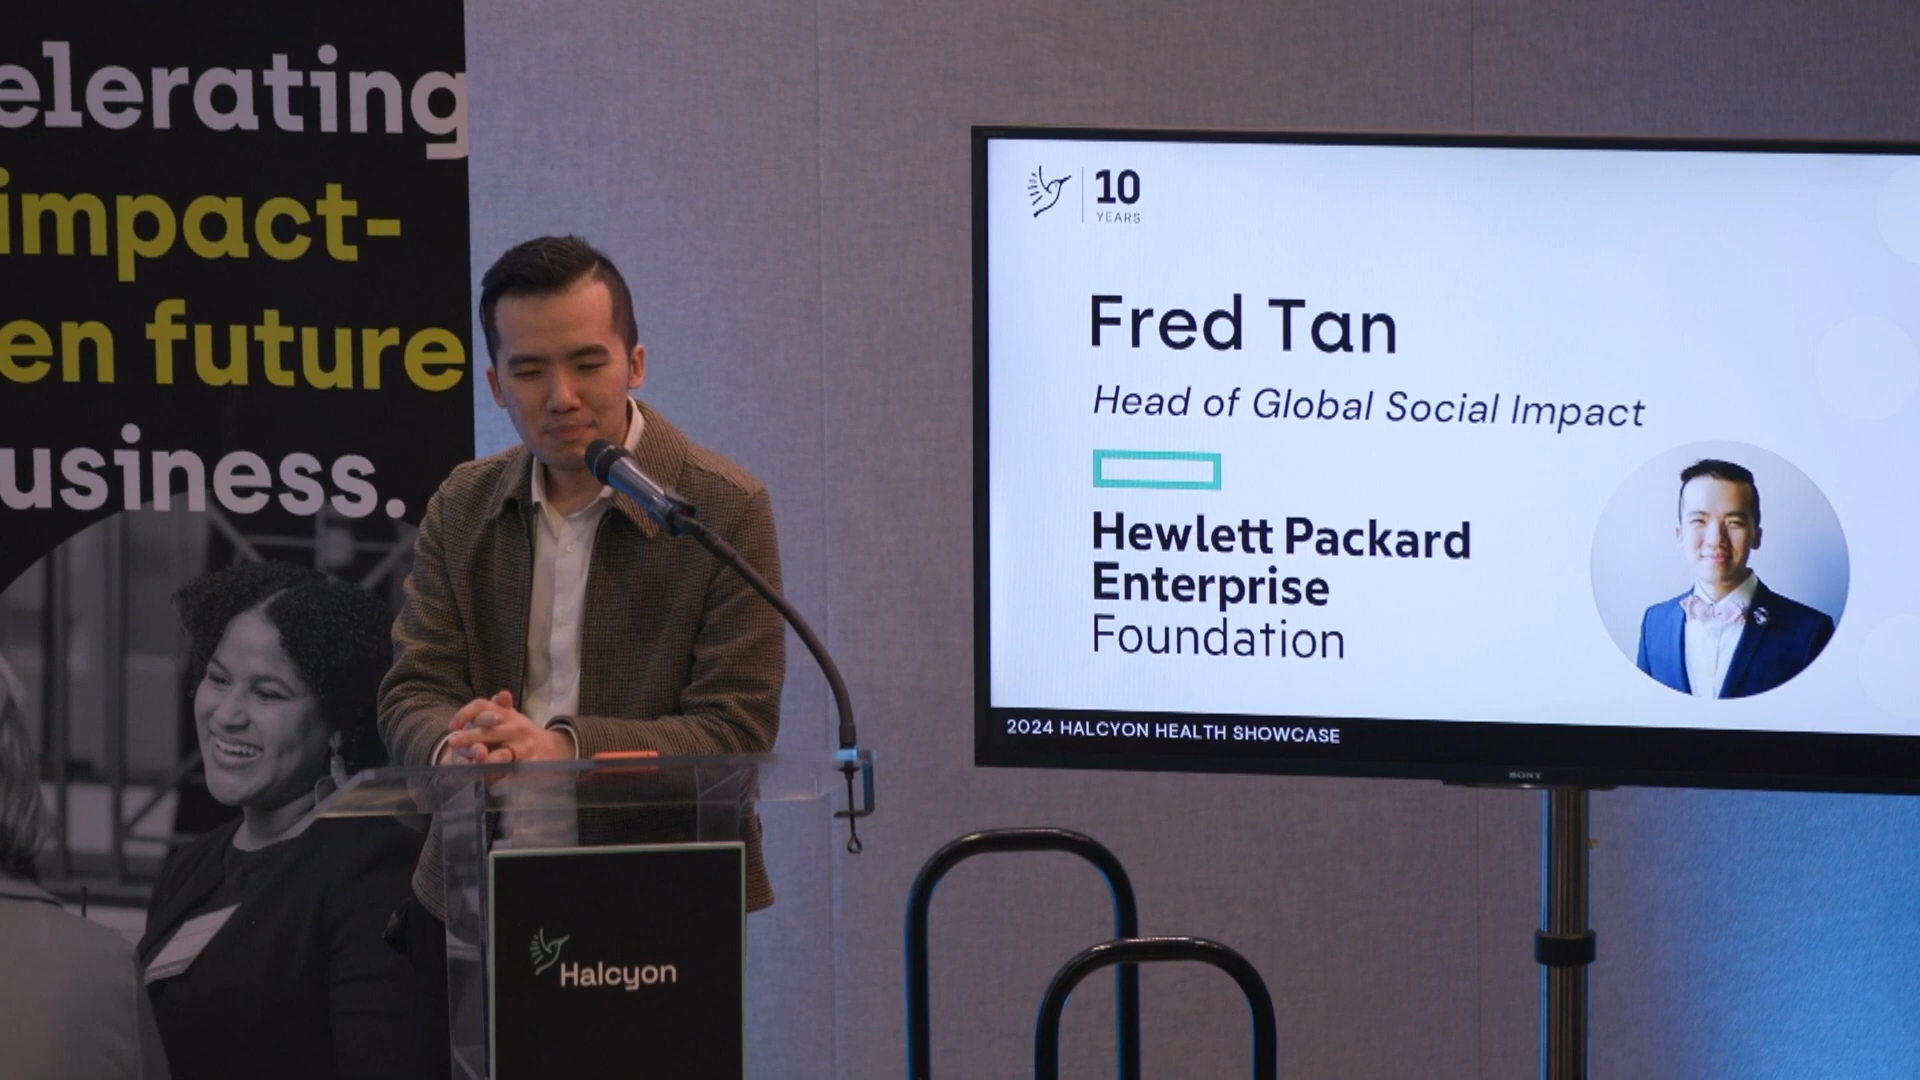 elerating
impact-
en future
usiness.
10
YEARS
Fred Tan
Head of Global Social Impact
Hewlett Packard
Enterprise
Foundation
2024 HALCYON HEALTH SHOWCASE
SONY
Halcyon